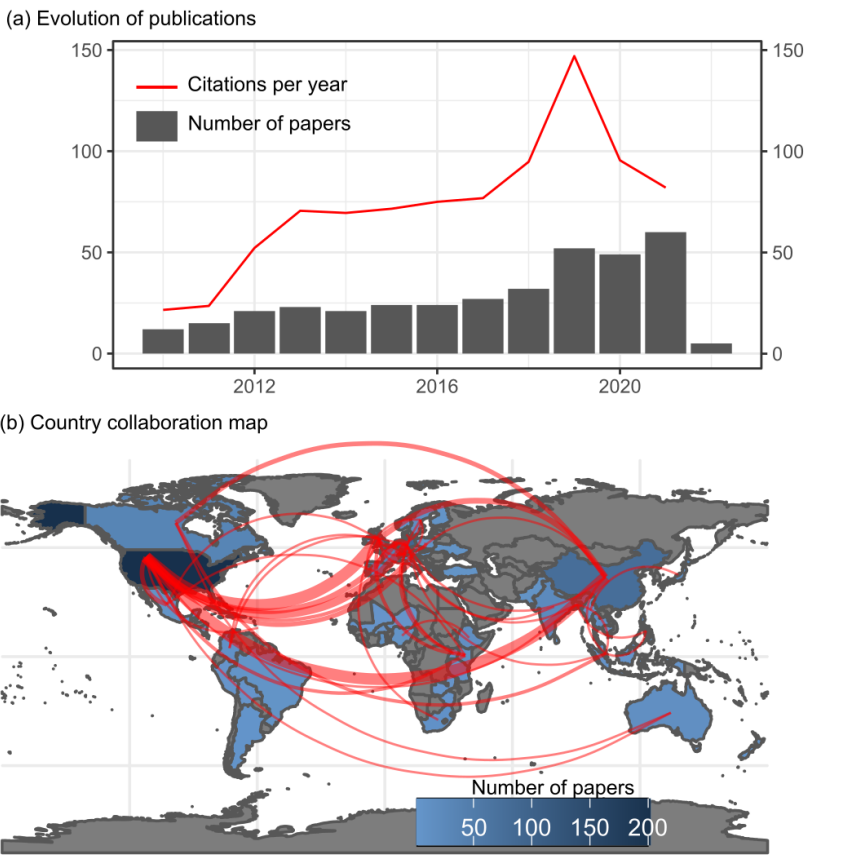 (a) Evolution of publications
150 150
Citations per year
Number of papers
100 100
50 50
0 0
2012 2016 2020
(b) Country collaboration map
Number of papers
50 100 150 200